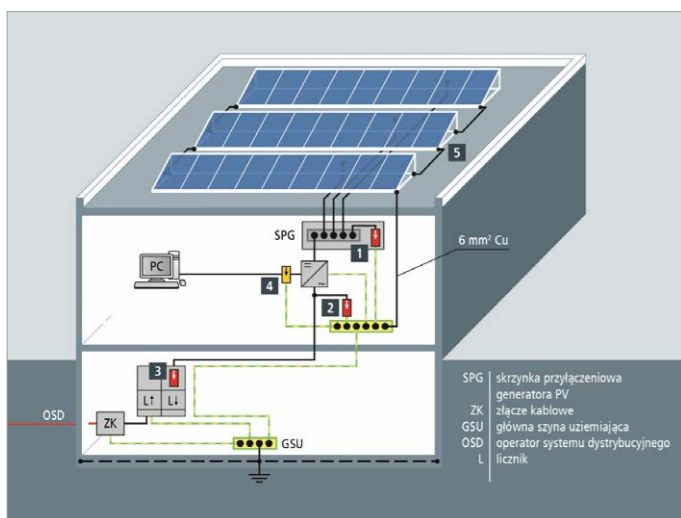 5
SPG
1
6 mm² Cu
PC
4
2
3
L↑ L↓
OSD
ZK
GSU
SPG skrzynka przyłączeniowa
generatora PV
ZK złącze kablowe
GSU główna szyna uziemiająca
OSD operator systemu dystrybucyjnego
L licznik